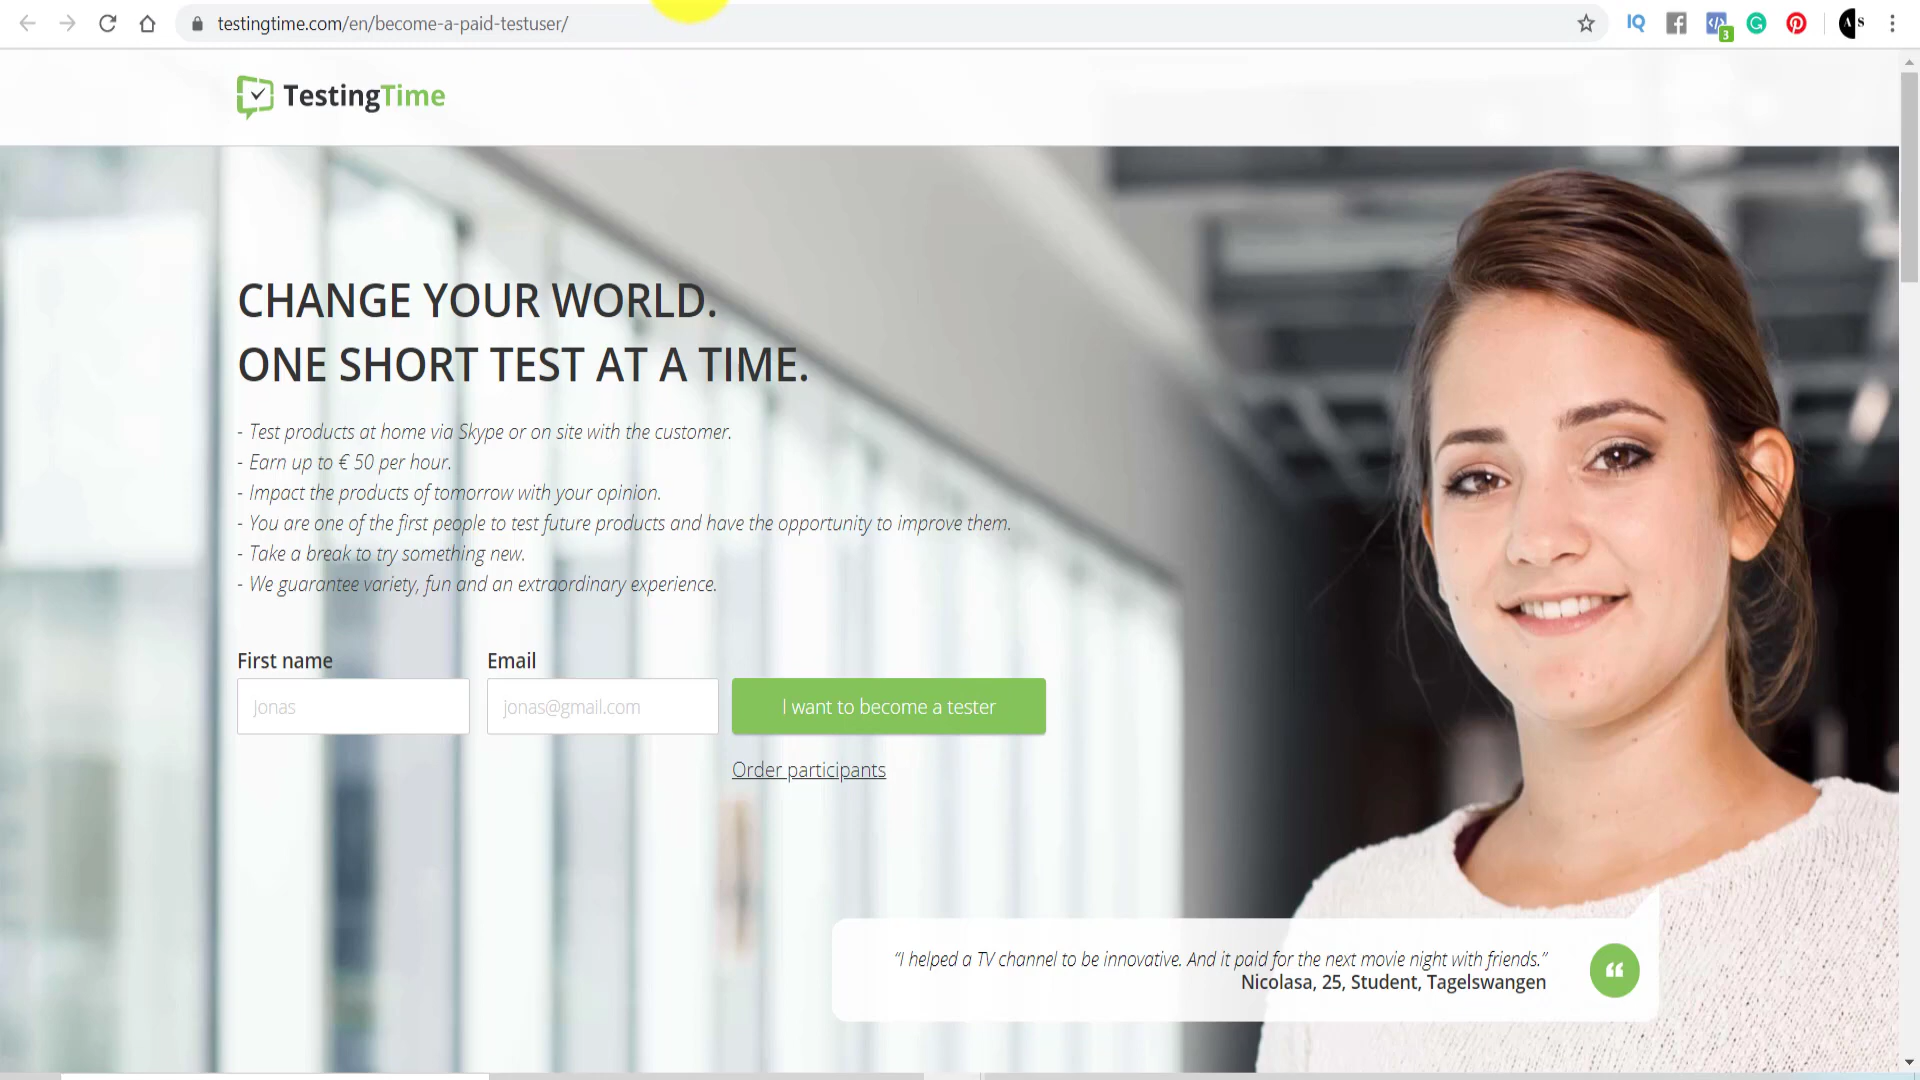 testingtime.com/en/become-a-paid-testuser/
IQ
3
A S
TestingTime
CHANGE YOUR WORLD.
ONE SHORT TEST AT A TIME.
- Test products at home via Skype or on site with the customer.
- Earn up to € 50 per hour.
- Impact the products of tomorrow with your opinion.
- You are one of the first people to test future products and have the opportunity to improve them.
- Take a break to try something new.
- We guarantee variety, fun and an extraordinary experience.
First name
Email
Jonas
jonas@gmail.com
I want to become a tester
Order participants
“I helped a TV channel to be innovative. And it paid for the next movie night with friends.”
Nicolasa, 25, Student, Tagelswangen